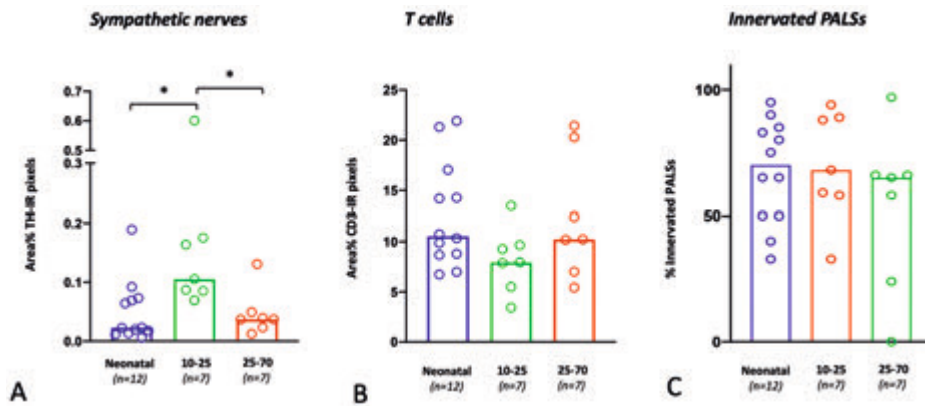 Sympathetic nerves
T cells
Innervated PALSs
*
*
Area% TH-IR pixels
0.7
0.6
0.5
0.3
0.2
0.1
0.0
Neonatal
(n=12)
10-25
(n=7)
25-70
(n=7)
A
Area% CD3-IR pixels
25
20
15
10
5
0
Neonatal
(n=12)
10-25
(n=7)
25-70
(n=7)
B
% Innervated PALSs
100
50
0
Neonatal
(n=12)
10-25
(n=7)
25-70
(n=7)
C